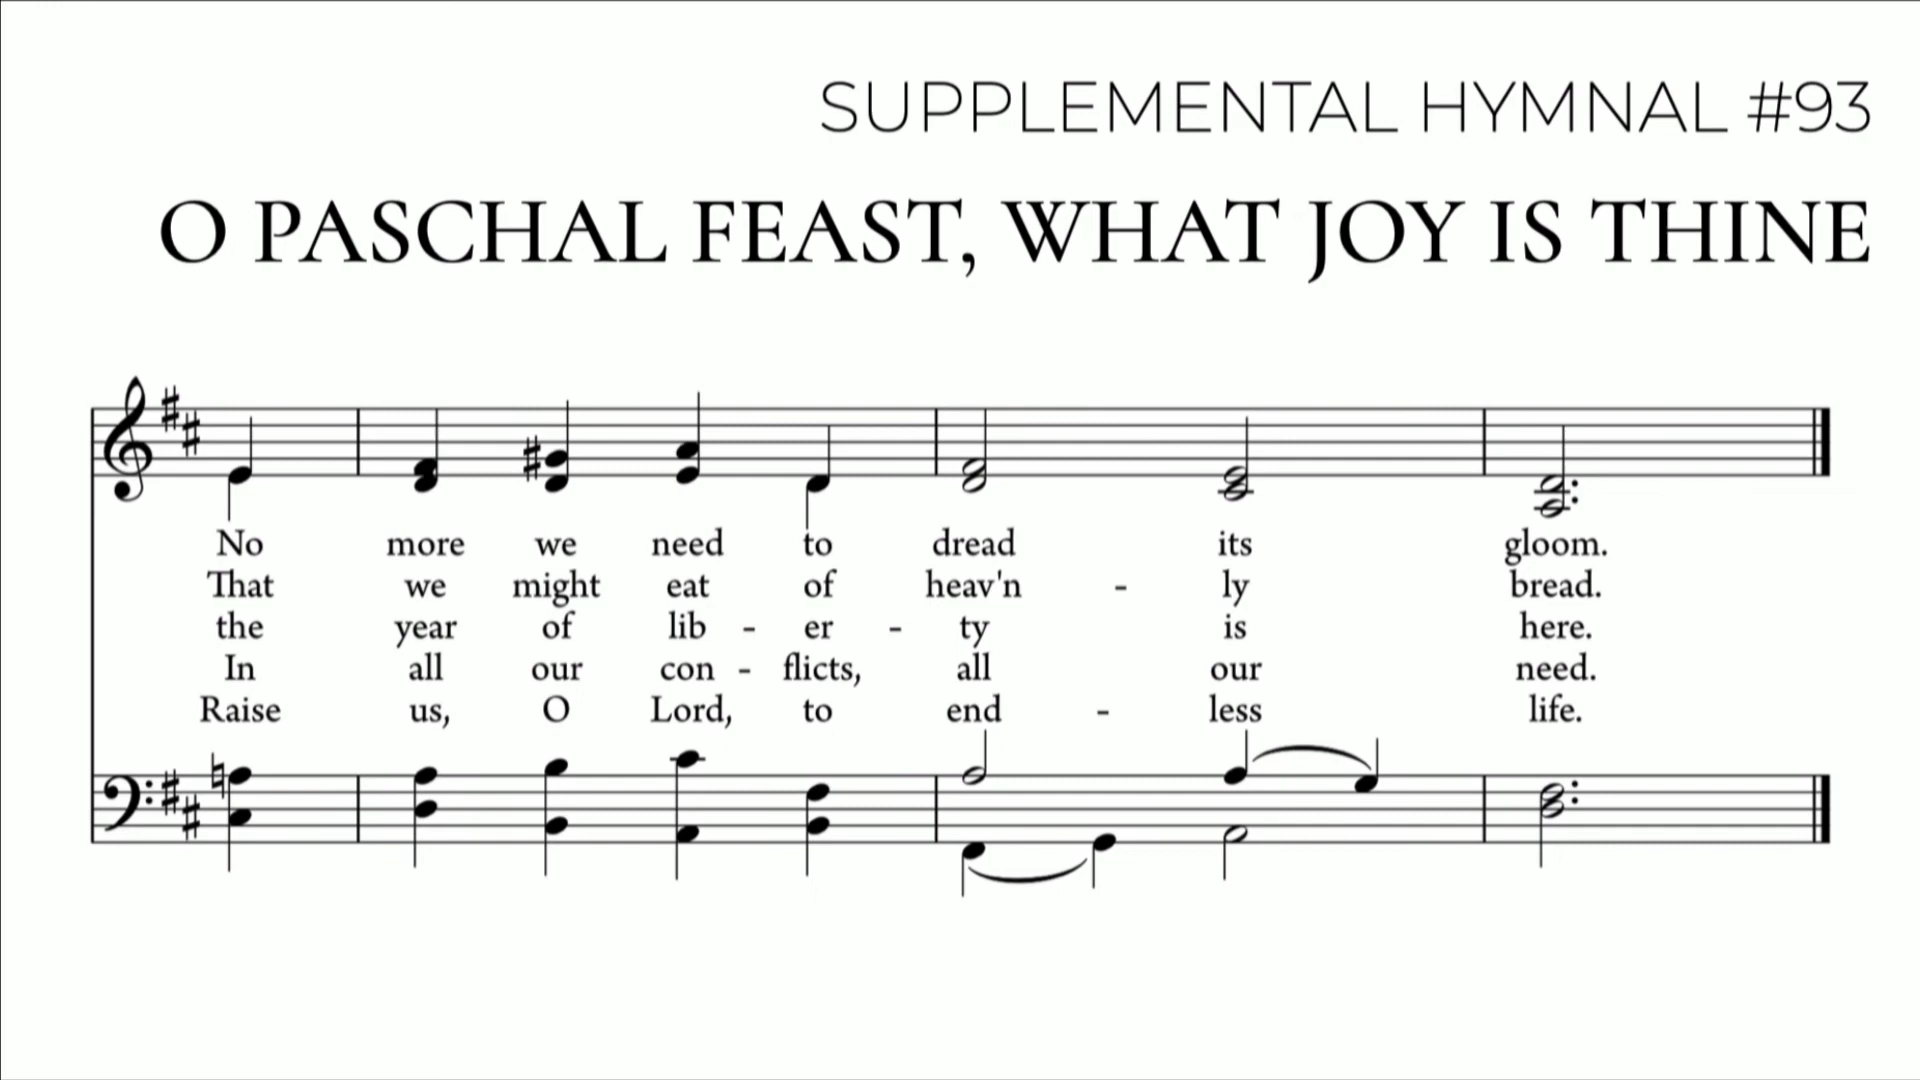 SUPPLEMENTAL HYMNAL #93
O PASCHAL FEAST, WHAT JOY IS THINE
No more we need to dread its gloom.
That we might eat of heav'n - ly bread.
the year of lib - er - ty is here.
In all our con - flicts, all our need.
Raise us, O Lord, to end - less life.